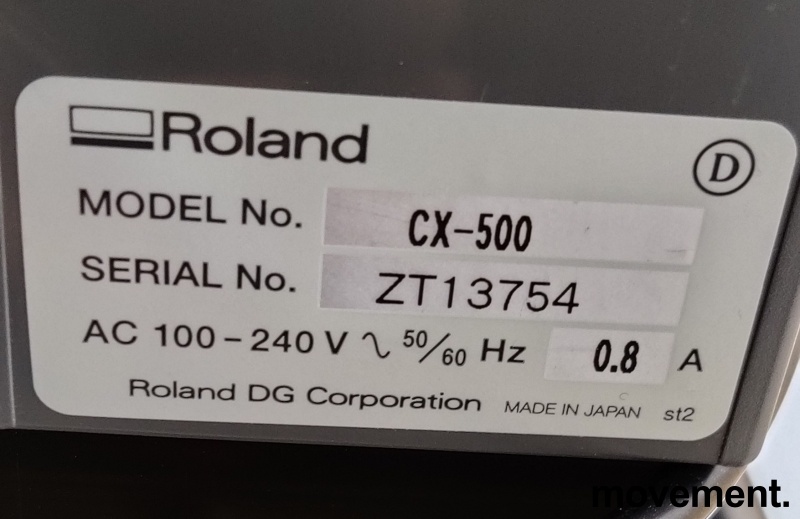 Roland
D
MODEL No. CX-500
SERIAL No. ZT13754
AC 100-240 V ∿ 50/60 Hz 0.8 A
Roland DG Corporation MADE IN JAPAN st2
movement.